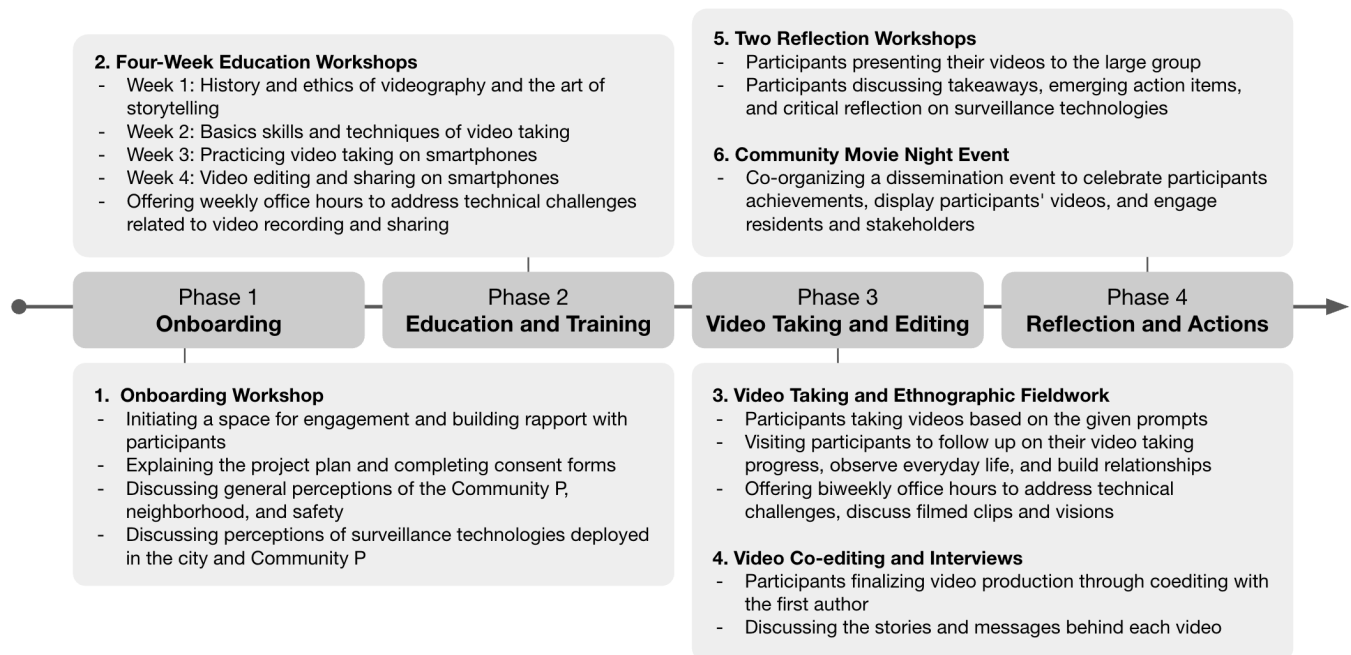 2. Four-Week Education Workshops
- Week 1: History and ethics of videography and the art of
storytelling
- Week 2: Basics skills and techniques of video taking
- Week 3: Practicing video taking on smartphones
- Week 4: Video editing and sharing on smartphones
- Offering weekly office hours to address technical challenges
related to video recording and sharing
5. Two Reflection Workshops
- Participants presenting their videos to the large group
- Participants discussing takeaways, emerging action items,
and critical reflection on surveillance technologies
6. Community Movie Night Event
- Co-organizing a dissemination event to celebrate participants
achievements, display participants' videos, and engage
residents and stakeholders
Phase 1
Onboarding
Phase 2
Education and Training
Phase 3
Video Taking and Editing
Phase 4
Reflection and Actions
1. Onboarding Workshop
- Initiating a space for engagement and building rapport with
participants
- Explaining the project plan and completing consent forms
- Discussing general perceptions of the Community P,
neighborhood, and safety
- Discussing perceptions of surveillance technologies deployed
in the city and Community P
3. Video Taking and Ethnographic Fieldwork
- Participants taking videos based on the given prompts
- Visiting participants to follow up on their video taking
progress, observe everyday life, and build relationships
- Offering biweekly office hours to address technical
challenges, discuss filmed clips and visions
4. Video Co-editing and Interviews
- Participants finalizing video production through coediting with
the first author
- Discussing the stories and messages behind each video